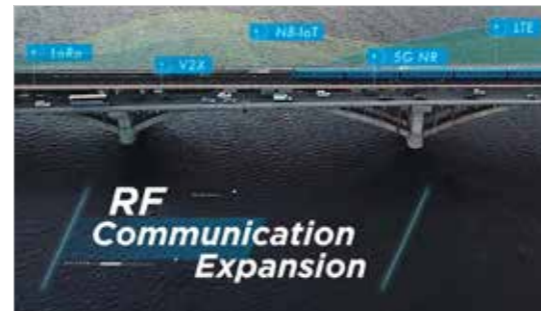 LoRa
V2X
NB-IoT
5G NR
LTE
RF
Communication
Expansion